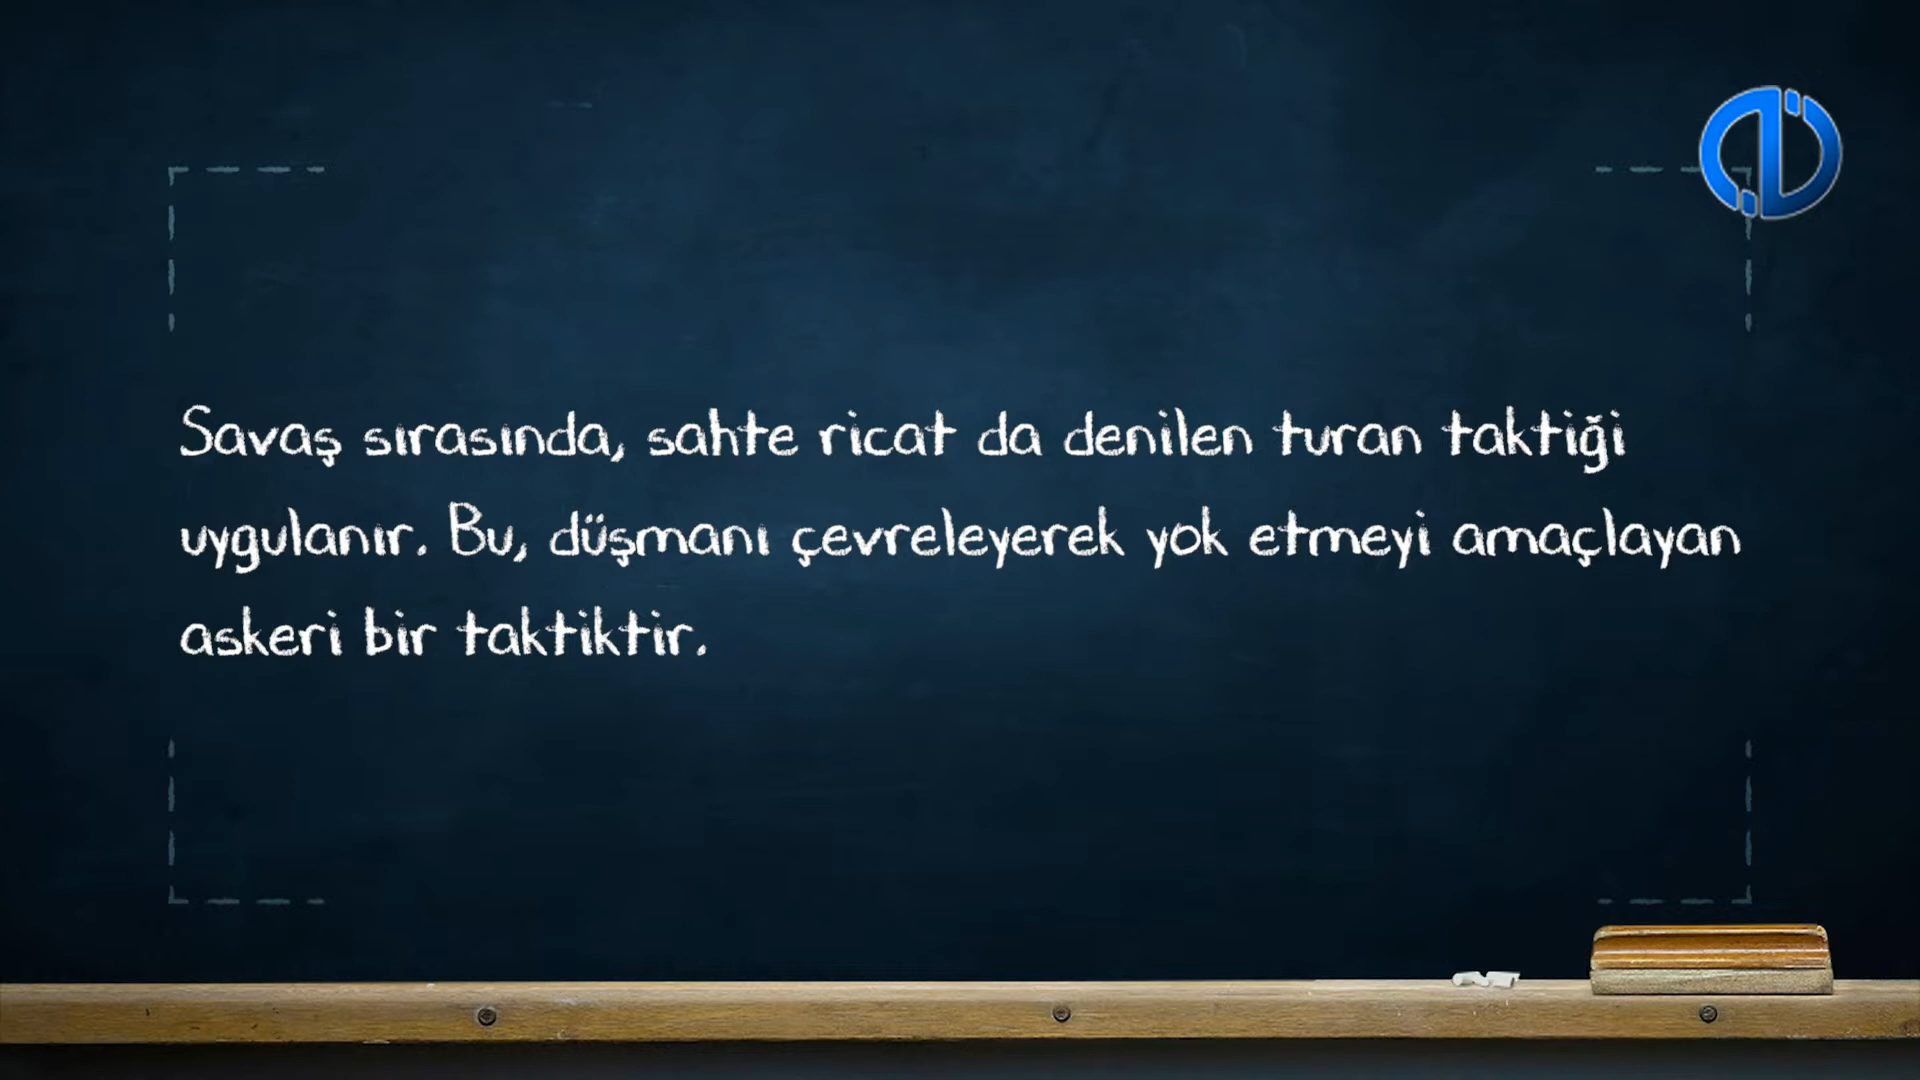 Savaş sırasında, sahte ricat da denilen turan taktiği
uygulanır. Bu, düşmanı çevreleyerek yok etmeyi amaçlayan
askeri bir taktiktir.